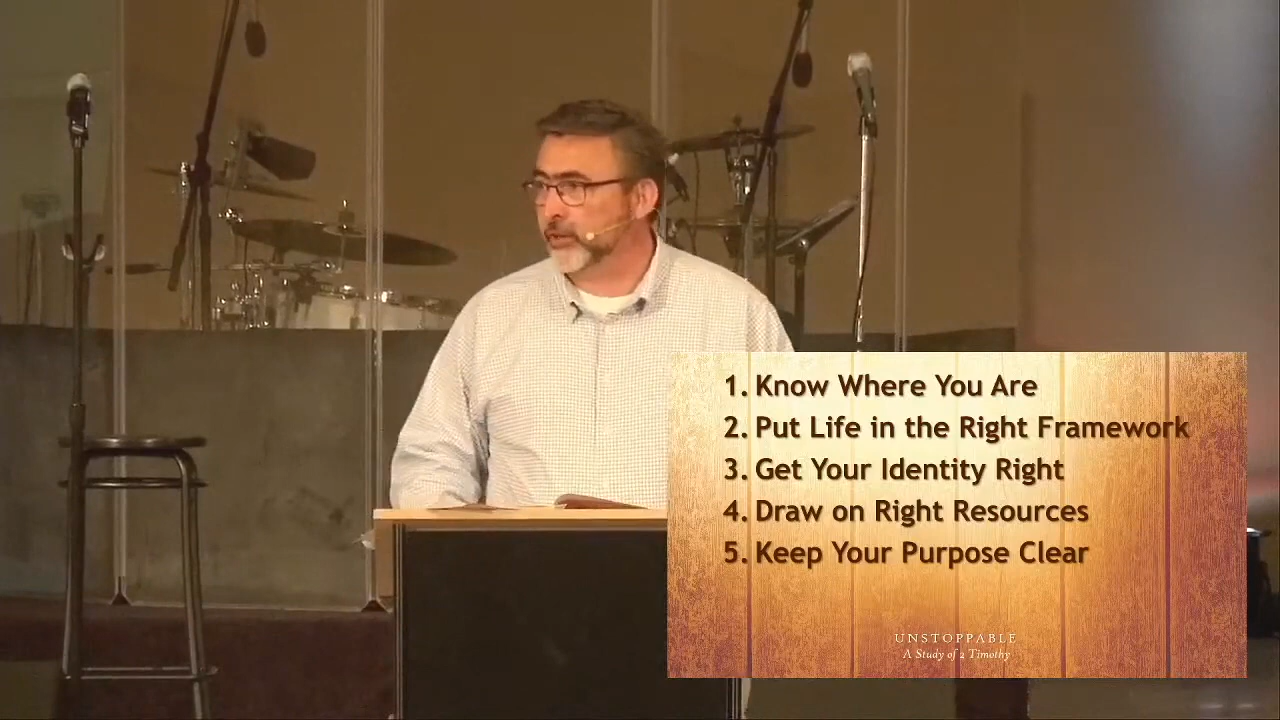 1. Know Where You Are
2. Put Life in the Right Framework
3. Get Your Identity Right
4. Draw on Right Resources
5. Keep Your Purpose Clear
UNSTOPPABLE
A Study of 2 Timothy